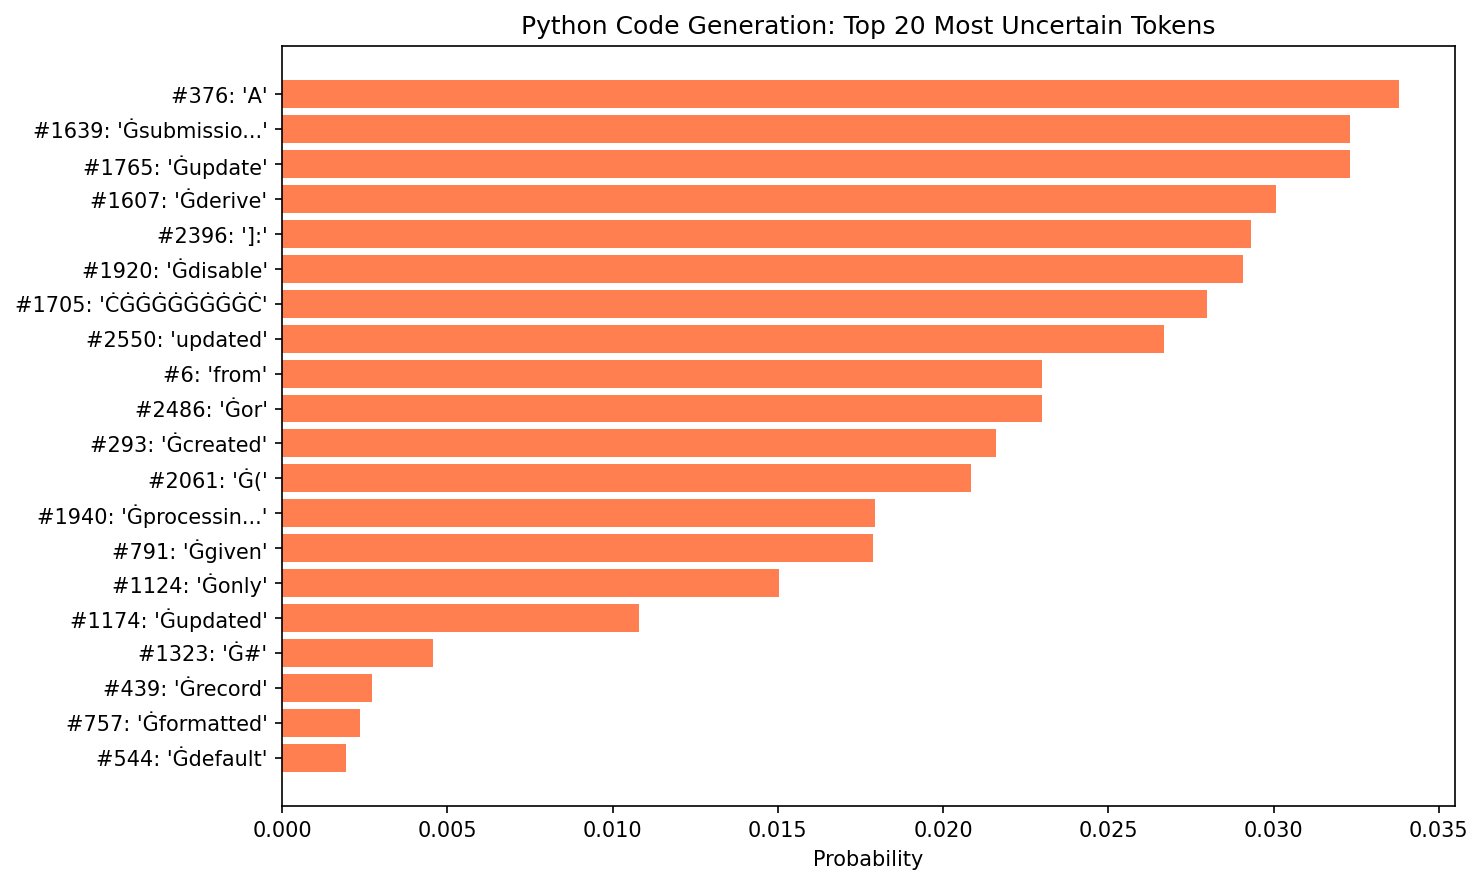 Python Code Generation: Top 20 Most Uncertain Tokens
#376: 'A'
#1639: 'Ġsubmissio...'
#1765: 'Ġupdate'
#1607: 'Ġderive'
#2396: ']:'
#1920: 'Ġdisable'
#1705: 'ĊĠĠĠĠĠĠĠĠĠĊ'
#2550: 'updated'
#6: 'from'
#2486: 'Ġor'
#293: 'Ġcreated'
#2061: 'Ġ('
#1940: 'Ġprocessin...'
#791: 'Ġgiven'
#1124: 'Ġonly'
#1174: 'Ġupdated'
#1323: 'Ġ#'
#439: 'Ġrecord'
#757: 'Ġformatted'
#544: 'Ġdefault'
0.000 0.005 0.010 0.015 0.020 0.025 0.030 0.035
Probability